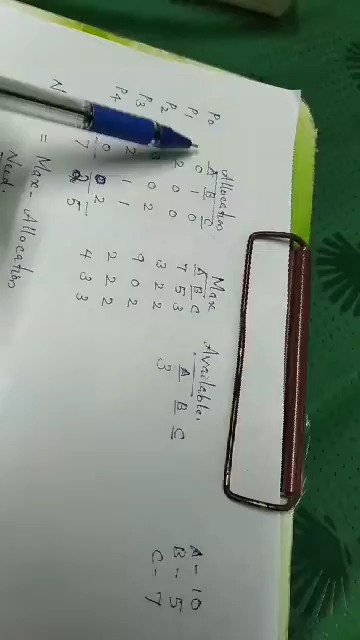 Allocation Max Available.
A B C A B C A B C
P0 0 1 0 7 5 3 3
P1 2 0 0 3 2 2 A - 10
P2 3 0 2 9 0 2 B - 5
P3 2 1 1 2 2 2 C - 7
P4 0 0 2 4 3 3
7 2 5
N = Max - Allocation
Need.